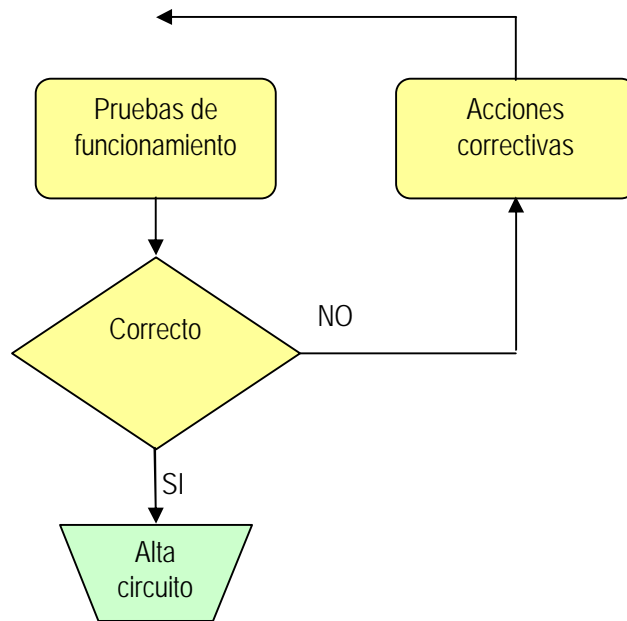 Pruebas de
funcionamiento
Acciones
correctivas
Correcto
NO
SI
Alta
circuito